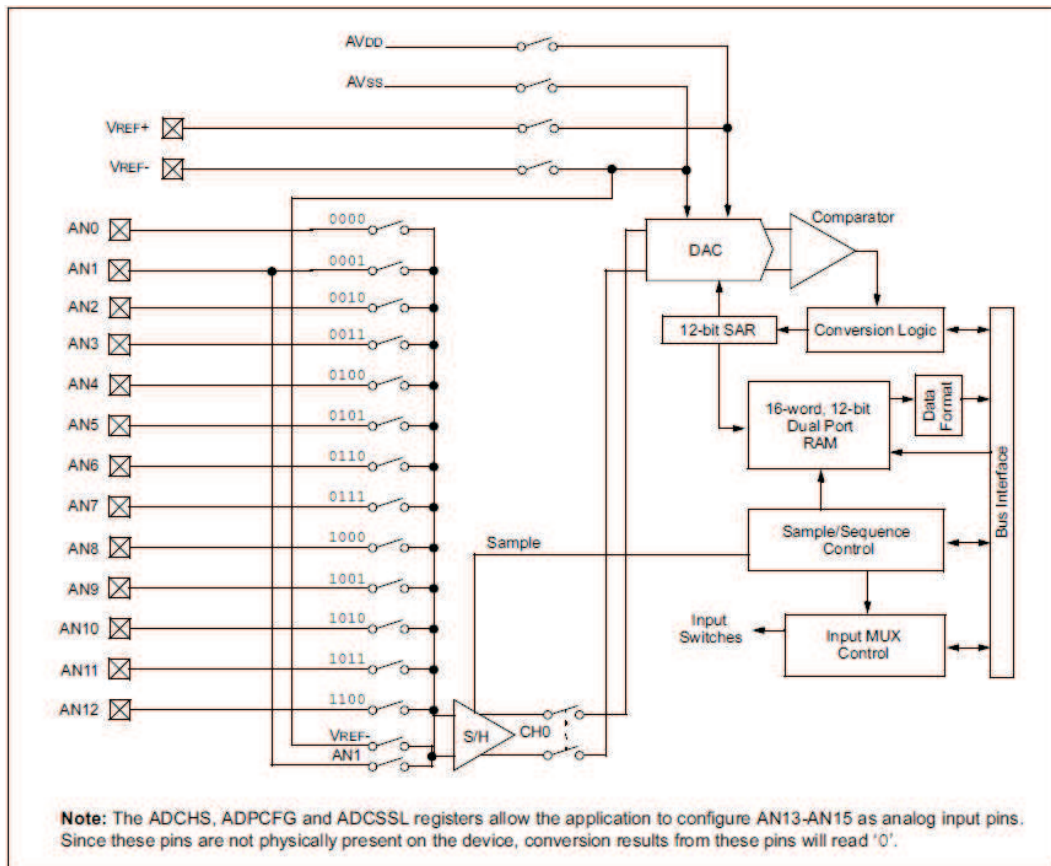 AVDD
AVSS
VREF+
VREF-
AN0 0000
AN1 0001
AN2 0010
AN3 0011
AN4 0100
AN5 0101
AN6 0110
AN7 0111
AN8 1000
AN9 1001
AN10 1010
AN11 1011
AN12 1100
VREF-
AN1
S/H
CH0
Sample
DAC
Comparator
12-bit SAR
Conversion Logic
16-word, 12-bit
Dual Port
RAM
Data
Format
Bus Interface
Sample/Sequence
Control
Input
Switches
Input MUX
Control
Note: The ADCHS, ADPCFG and ADCSSL registers allow the application to configure AN13-AN15 as analog input pins.
Since these pins are not physically present on the device, conversion results from these pins will read '0'.